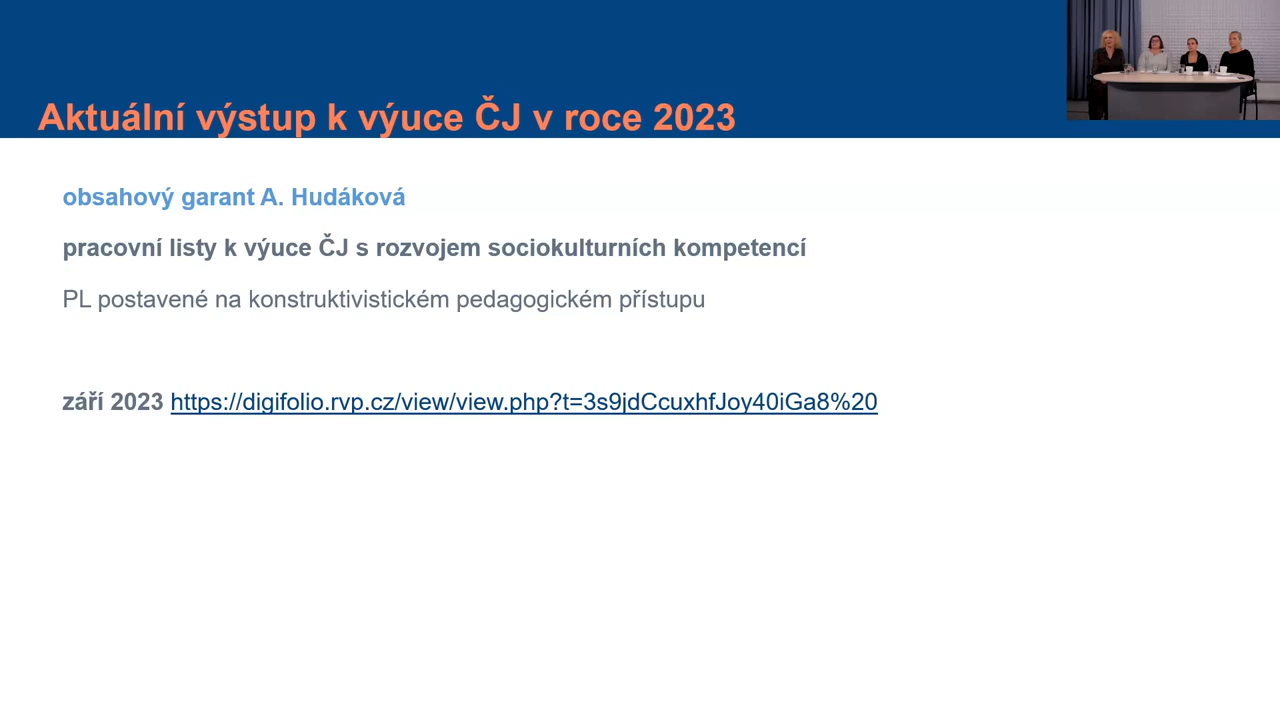 Aktuální výstup k výuce ČJ v roce 2023
obsahový garant A. Hudáková
pracovní listy k výuce ČJ s rozvojem sociokulturních kompetencí
PL postavené na konstruktivistickém pedagogickém přístupu
září 2023 https://digifolio.rvp.cz/view/view.php?t=3s9jdCcuxhfJoy40iGa8%20